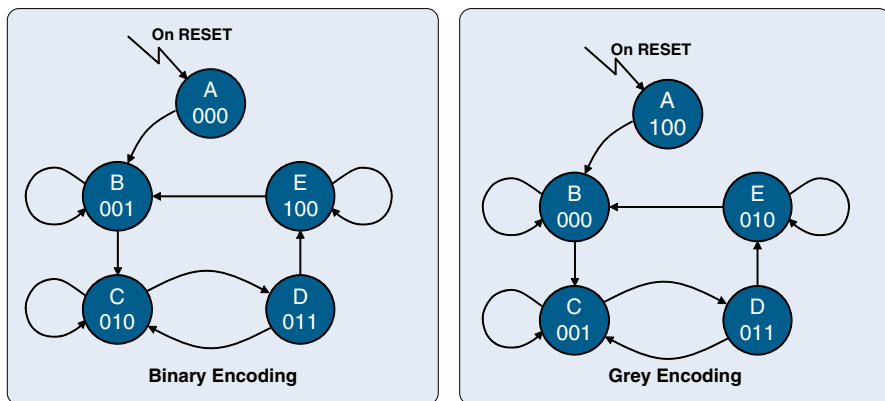 On RESET
A
000
B
001
E
100
C
010
D
011
Binary Encoding
On RESET
A
100
B
000
E
010
C
001
D
011
Grey Encoding